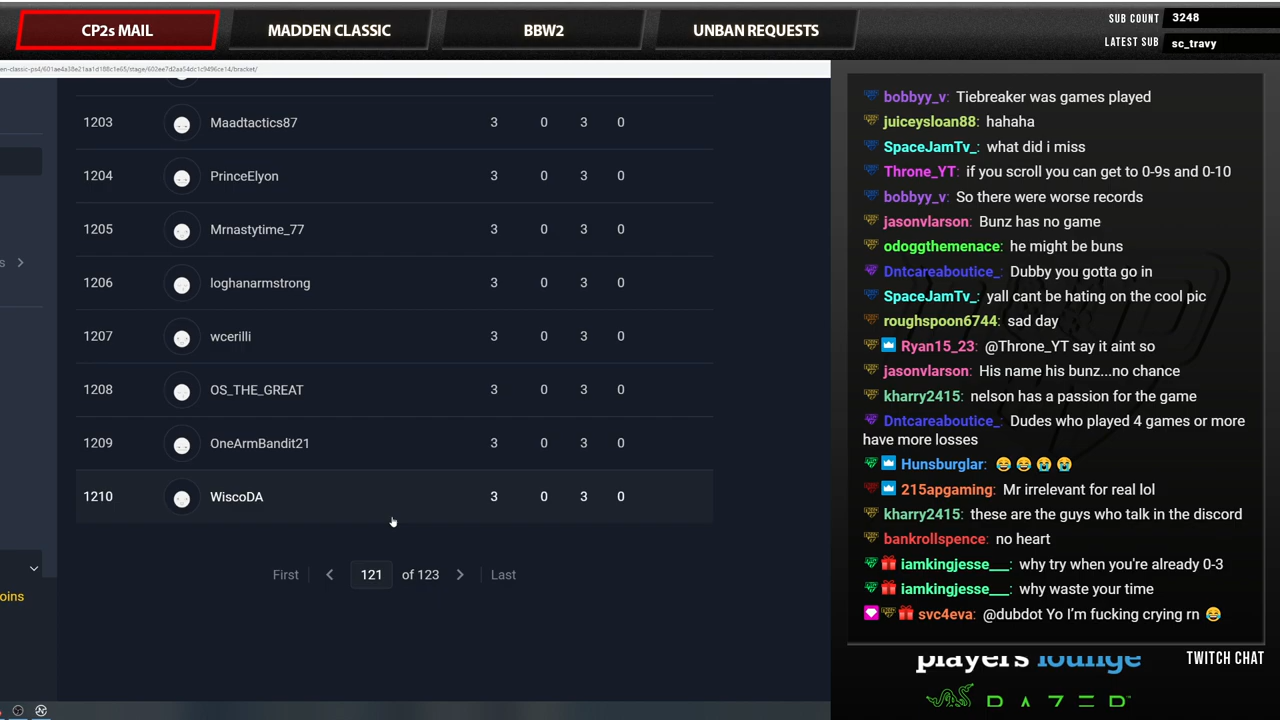 CP2s MAIL
MADDEN CLASSIC
BBW2
UNBAN REQUESTS
SUB COUNT 3248
LATEST SUB sc_travy
en-classic-ps4/601ae4a38e21aa1d188c1e65/stage/602ee7d2aa54dc1c9496ce14/bracket/
1203 Maadtactics87 3 0 3 0
1204 PrinceElyon 3 0 3 0
1205 Mrnastytime_77 3 0 3 0
s
1206 loghanarmstrong 3 0 3 0
1207 wcerilli 3 0 3 0
1208 OS_THE_GREAT 3 0 3 0
1209 OneArmBandit21 3 0 3 0
1210 WiscoDA 3 0 3 0
First 121 of 123 Last
oins
bobbyy_v: Tiebreaker was games played
juiceysloan88: hahaha
SpaceJamTv_: what did i miss
Throne_YT: if you scroll you can get to 0-9s and 0-10
bobbyy_v: So there were worse records
jasonvlarson: Bunz has no game
odoggthemenace: he might be buns
Dntcareaboutice_: Dubby you gotta go in
SpaceJamTv_: yall cant be hating on the cool pic
roughspoon6744: sad day
Ryan15_23: @Throne_YT say it aint so
jasonvlarson: His name his bunz...no chance
kharry2415: nelson has a passion for the game
Dntcareaboutice_: Dudes who played 4 games or more
have more losses
Hunsburglar: 😂 😂 😭 😭
215apgaming: Mr irrelevant for real lol
kharry2415: these are the guys who talk in the discord
bankrollspence: no heart
iamkingjesse___: why try when you're already 0-3
iamkingjesse___: why waste your time
svc4eva: @dubdot Yo I’m fucking crying rn 😂
players lounge
TWITCH CHAT
RAZER